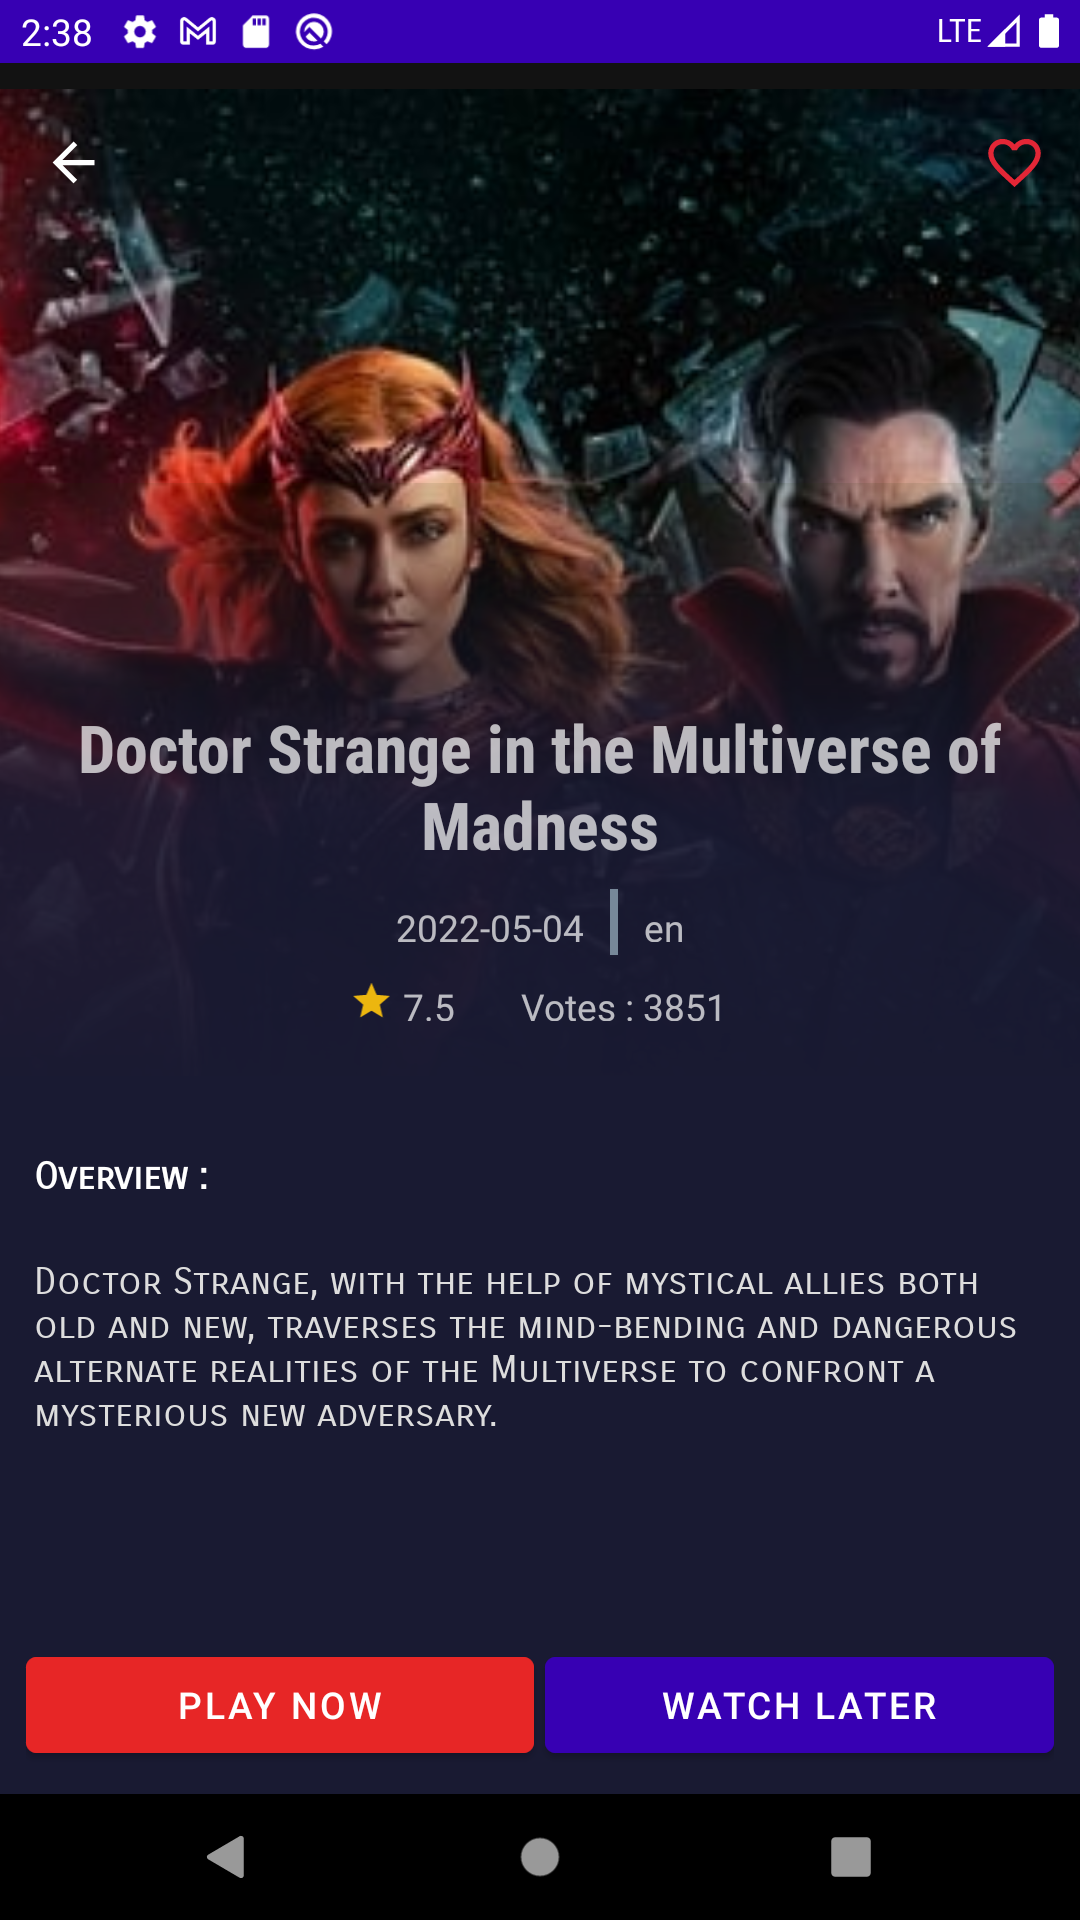 2:38 LTE
Doctor Strange in the Multiverse of
Madness
2022-05-04 en
7.5 Votes : 3851
Overview :
Doctor Strange, with the help of mystical allies both
old and new, traverses the mind-bending and dangerous
alternate realities of the Multiverse to confront a
mysterious new adversary.
PLAY NOW WATCH LATER